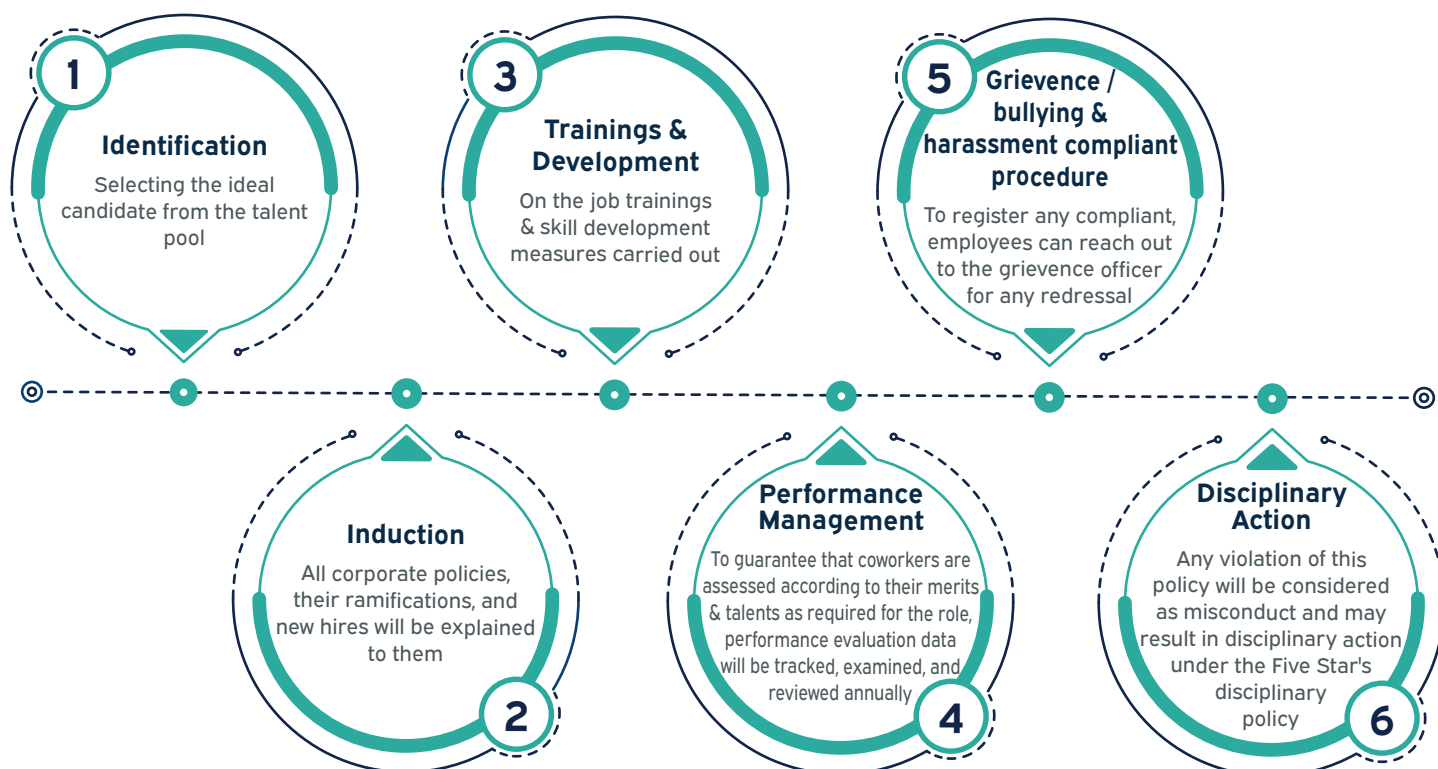 1
Identification
Selecting the ideal
candidate from the talent
pool
2
Induction
All corporate policies,
their ramifications, and
new hires will be explained
to them
3
Trainings &
Development
On the job trainings
& skill development
measures carried out
4
Performance
Management
To guarantee that coworkers are
assessed according to their merits
& talents as required for the role,
performance evaluation data
will be tracked, examined, and
reviewed annually
5
Grievence /
bullying &
harassment compliant
procedure
To register any compliant,
employees can reach out
to the grievence officer
for any redressal
6
Disciplinary
Action
Any violation of this
policy will be considered
as misconduct and may
result in disciplinary action
under the Five Star's
disciplinary
policy